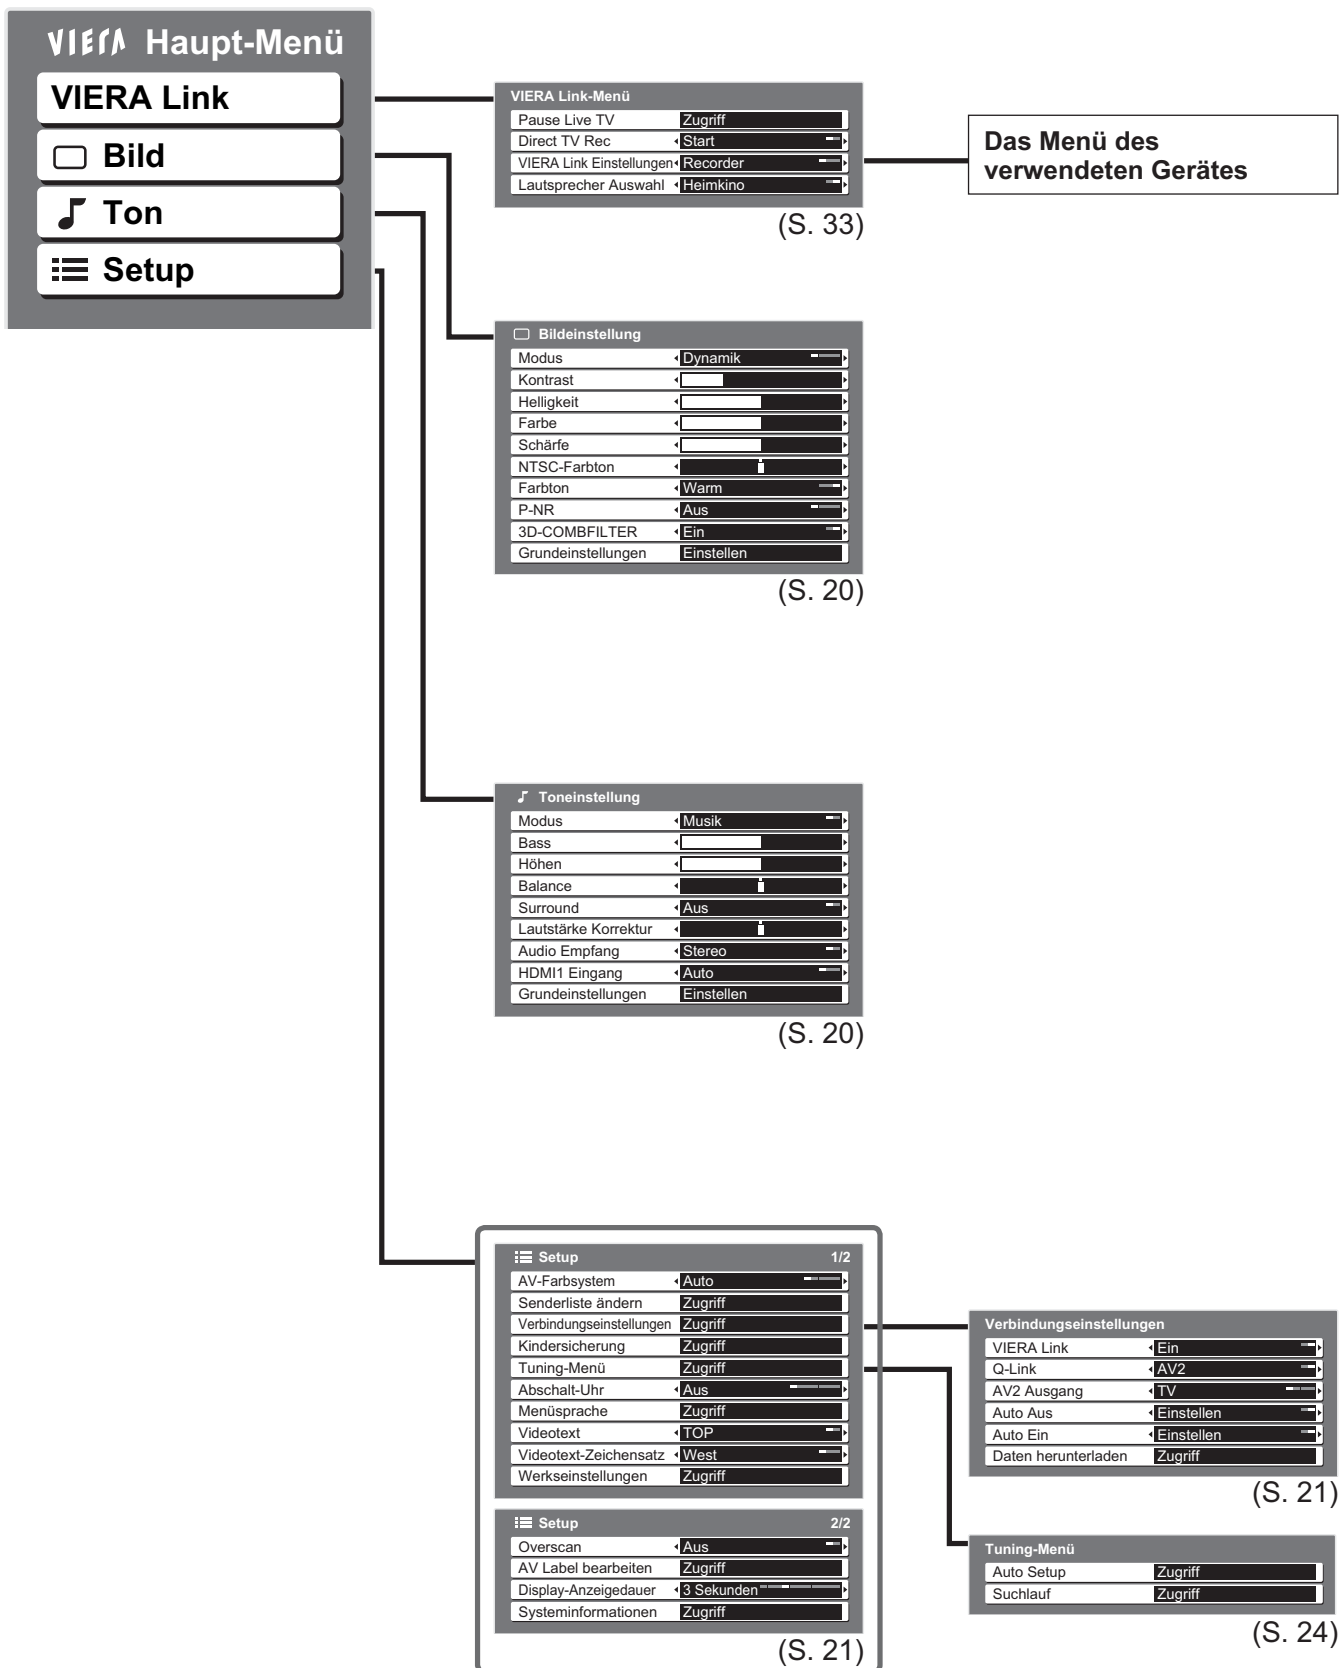 VIERA Haupt-Menü
VIERA Link
Bild
Ton
Setup
VIERA Link-Menü
Pause Live TV Zugriff
Direct TV Rec Start
VIERA Link Einstellungen Recorder
Lautsprecher Auswahl Heimkino
(S. 33)
Das Menü des
verwendeten Gerätes
Bildeinstellung
Modus Dynamik
Kontrast
Helligkeit
Farbe
Schärfe
NTSC-Farbton
Farbton Warm
P-NR Aus
3D-COMBFILTER Ein
Grundeinstellungen Einstellen
(S. 20)
Toneinstellung
Modus Musik
Bass
Höhen
Balance
Surround Aus
Lautstärke Korrektur
Audio Empfang Stereo
HDMI1 Eingang Auto
Grundeinstellungen Einstellen
(S. 20)
Setup 1/2
AV-Farbsystem Auto
Senderliste ändern Zugriff
Verbindungseinstellungen Zugriff
Kindersicherung Zugriff
Tuning-Menü Zugriff
Abschalt-Uhr Aus
Menüsprache Zugriff
Videotext TOP
Videotext-Zeichensatz West
Werkseinstellungen Zugriff
Setup 2/2
Overscan Aus
AV Label bearbeiten Zugriff
Display-Anzeigedauer 3 Sekunden
Systeminformationen Zugriff
(S. 21)
Verbindungseinstellungen
VIERA Link Ein
Q-Link AV2
AV2 Ausgang TV
Auto Aus Einstellen
Auto Ein Einstellen
Daten herunterladen Zugriff
(S. 21)
Tuning-Menü
Auto Setup Zugriff
Suchlauf Zugriff
(S. 24)